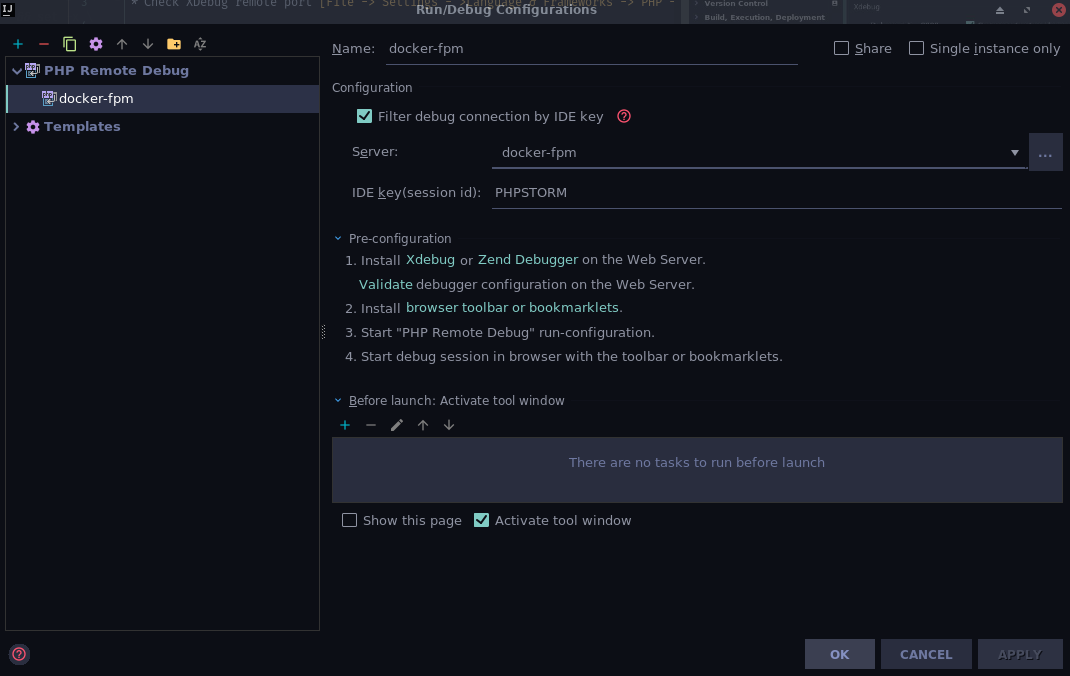 IJ
3 * Check XDebug remote port [File -> Settings
Run/Debug Configurations
Version Control
Build, Execution, Deployment
Xdebug
Name: docker-fpm
Share Single instance only
PHP Remote Debug
docker-fpm
Templates
Configuration
Filter debug connection by IDE key
Server: docker-fpm ...
IDE key(session id): PHPSTORM
Pre-configuration
1. Install Xdebug or Zend Debugger on the Web Server.
Validate debugger configuration on the Web Server.
2. Install browser toolbar or bookmarklets.
3. Start "PHP Remote Debug" run-configuration.
4. Start debug session in browser with the toolbar or bookmarklets.
Before launch: Activate tool window
There are no tasks to run before launch
Show this page Activate tool window
OK CANCEL APPLY